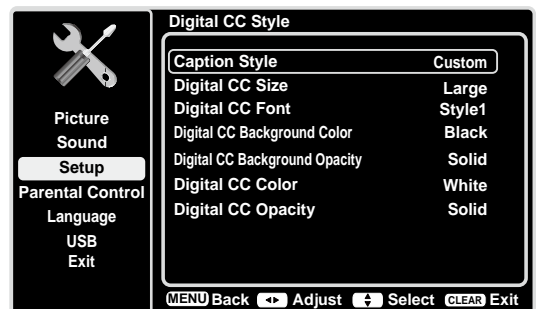 Digital CC Style
Picture
Sound
Setup
Parental Control
Language
USB
Exit
Caption Style Custom
Digital CC Size Large
Digital CC Font Style1
Digital CC Background Color Black
Digital CC Background Opacity Solid
Digital CC Color White
Digital CC Opacity Solid
MENU Back Adjust Select CLEAR Exit